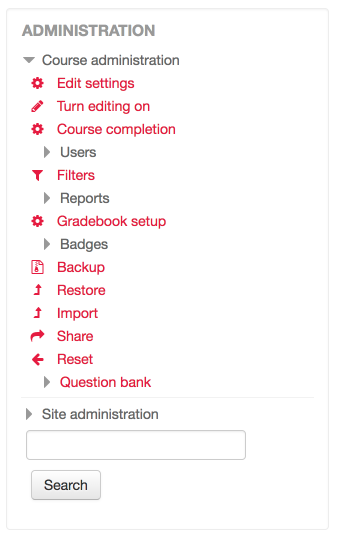 ADMINISTRATION
Course administration
Edit settings
Turn editing on
Course completion
Users
Filters
Reports
Gradebook setup
Badges
Backup
Restore
Import
Share
Reset
Question bank
Site administration
Search